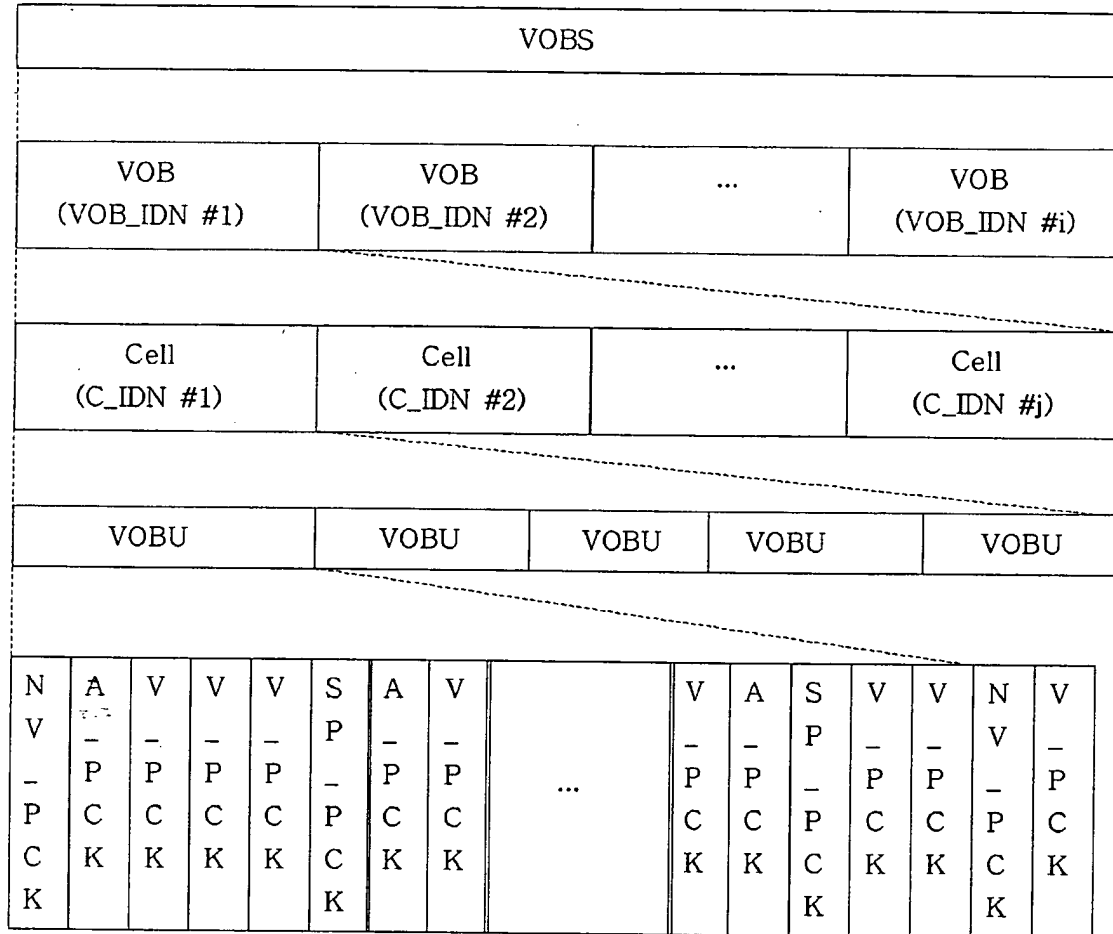 VOBS
VOB VOB ... VOB
(VOB_IDN #1) (VOB_IDN #2) (VOB_IDN #i)
Cell Cell ... Cell
(C_IDN #1) (C_IDN #2) (C_IDN #j)
VOBU VOBU VOBU VOBU VOBU
NV_PCK A_PCK V_PCK V_PCK V_PCK SP_PCK A_PCK V_PCK ... V_PCK A_PCK SP_PCK V_PCK V_PCK NV_PCK V_PCK